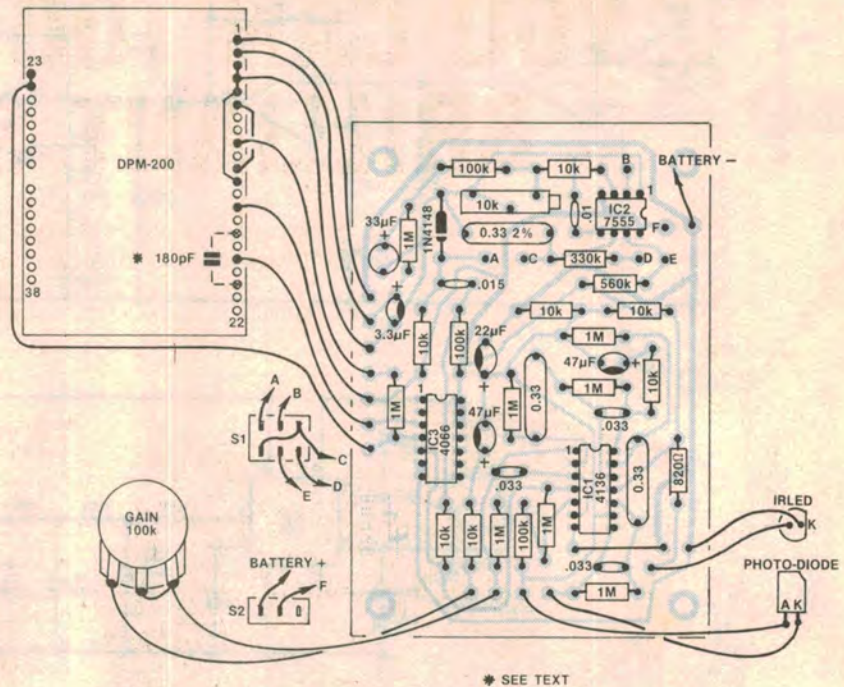 1
23
DPM-200
✱ 180pF
38
22
100k
10k
B
1
BATTERY −
10k
.01
IC2
7555
F
33µF
+
1M
1N4148
0.33 2%
A
C
330k
D
E
.015
560k
+
3.3µF
10k
100k
22µF
+
10k
10k
1M
47µF
+
1M
10k
1M
1
IC3
4066
47µF
+
1M
0.33
.033
.033
1
IC1
4136
0.33
820Ω
A
B
S1
C
D
E
GAIN
100k
10k
10k
1M
100k
1M
IRLED
K
.033
1M
PHOTO-DIODE
A K
BATTERY +
F
S2
✱ SEE TEXT